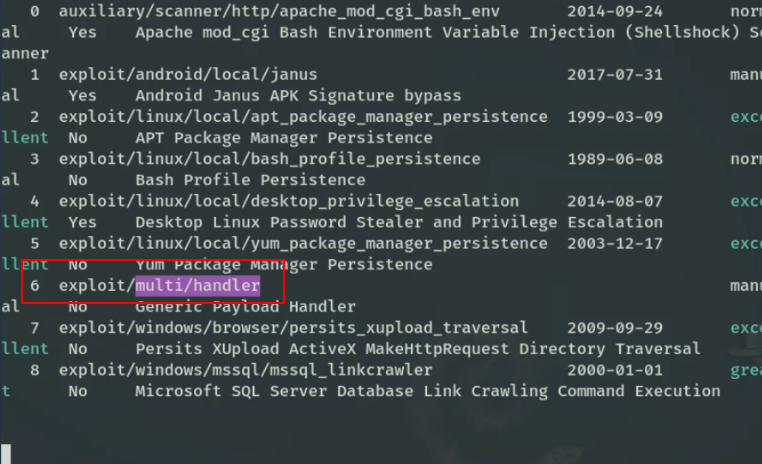 0  auxiliary/scanner/http/apache_mod_cgi_bash_env       2014-09-24       norm
al     Yes    Apache mod_cgi Bash Environment Variable Injection (Shellshock) Sc
anner
1  exploit/android/local/janus                          2017-07-31       manu
al     Yes    Android Janus APK Signature bypass
2  exploit/linux/local/apt_package_manager_persistence  1999-03-09       exce
llent  No     APT Package Manager Persistence
3  exploit/linux/local/bash_profile_persistence         1989-06-08       norm
al     No     Bash Profile Persistence
4  exploit/linux/local/desktop_privilege_escalation     2014-08-07       exce
llent  Yes    Desktop Linux Password Stealer and Privilege Escalation
5  exploit/linux/local/yum_package_manager_persistence  2003-12-17       exce
llent  No     Yum Package Manager Persistence
6  exploit/multi/handler                                                 manu
al     No     Generic Payload Handler
7  exploit/windows/browser/persits_xupload_traversal    2009-09-29       exce
llent  No     Persits XUpload ActiveX MakeHttpRequest Directory Traversal
8  exploit/windows/mssql/mssql_linkcrawler              2000-01-01       grea
t      No     Microsoft SQL Server Database Link Crawling Command Execution